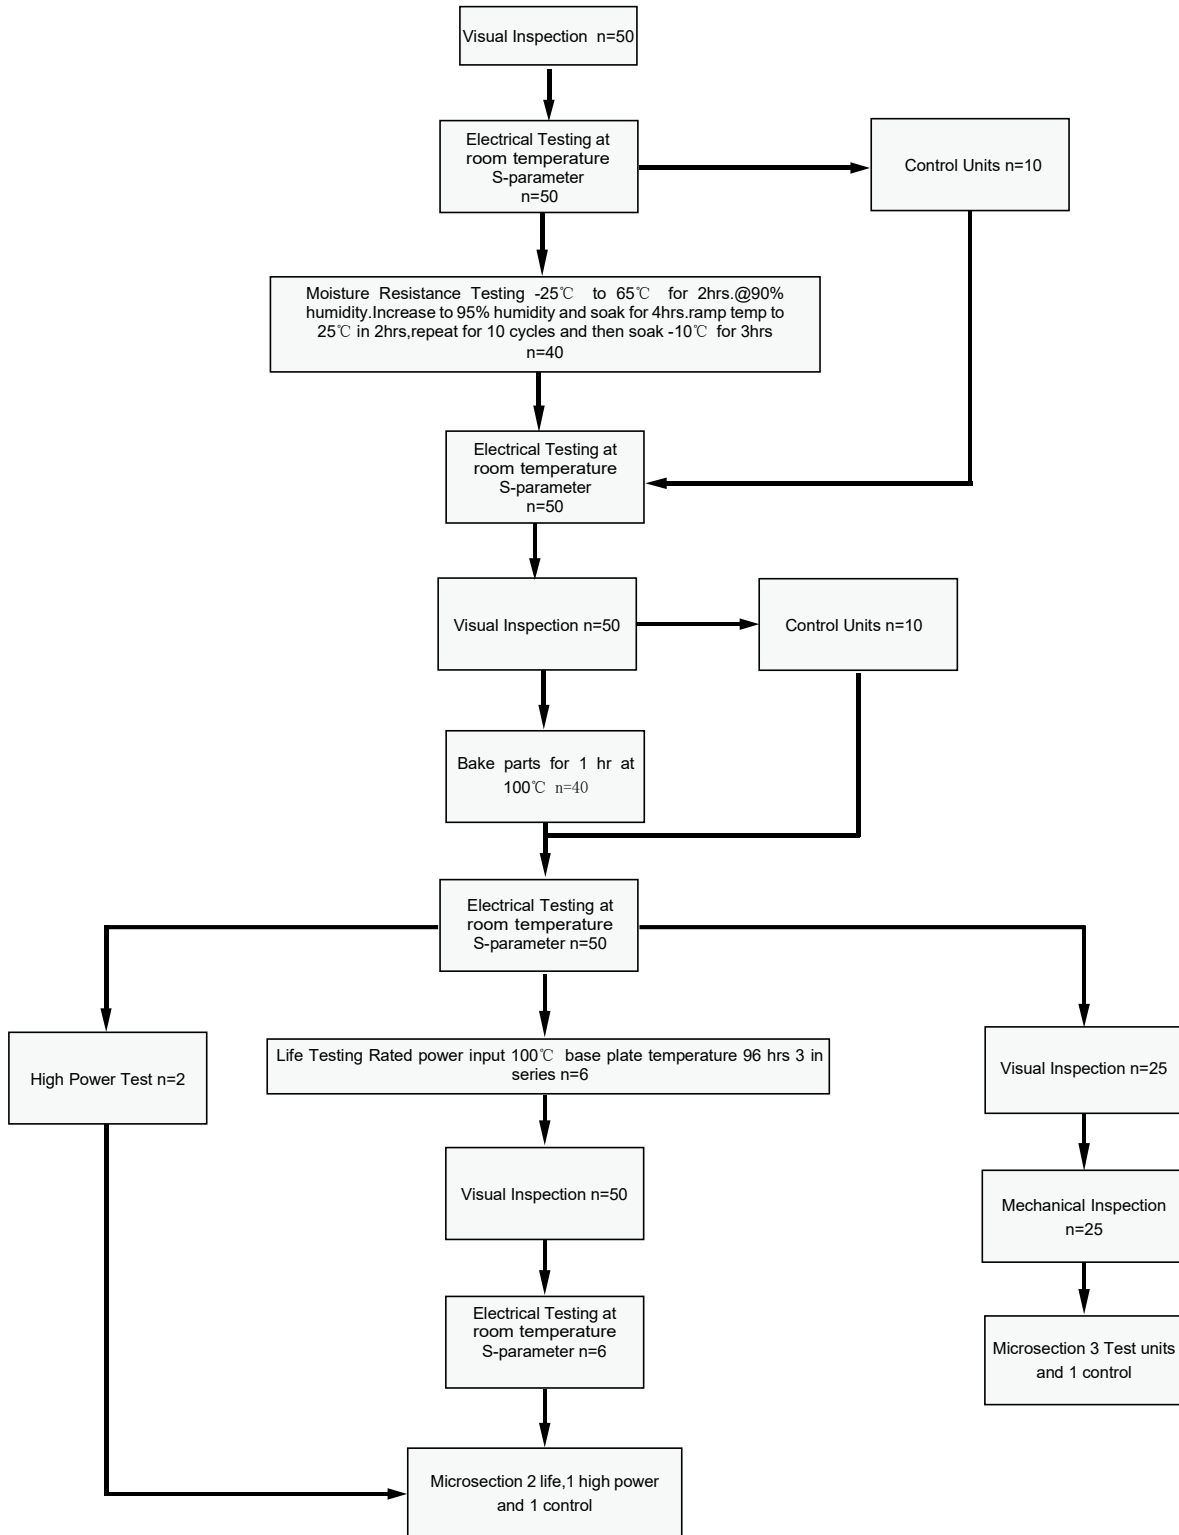 Visual Inspection n=50
Electrical Testing at
room temperature
S-parameter
n=50
Control Units n=10
Moisture Resistance Testing -25℃ to 65℃ for 2hrs.@90%
humidity.Increase to 95% humidity and soak for 4hrs.ramp temp to
25℃ in 2hrs,repeat for 10 cycles and then soak -10℃ for 3hrs
n=40
Electrical Testing at
room temperature
S-parameter
n=50
Visual Inspection n=50
Control Units n=10
Bake parts for 1 hr at
100℃ n=40
Electrical Testing at
room temperature
S-parameter n=50
High Power Test n=2
Life Testing Rated power input 100℃ base plate temperature 96 hrs 3 in
series n=6
Visual Inspection n=25
Visual Inspection n=50
Mechanical Inspection
n=25
Electrical Testing at
room temperature
S-parameter n=6
Microsection 3 Test units
and 1 control
Microsection 2 life,1 high power
and 1 control